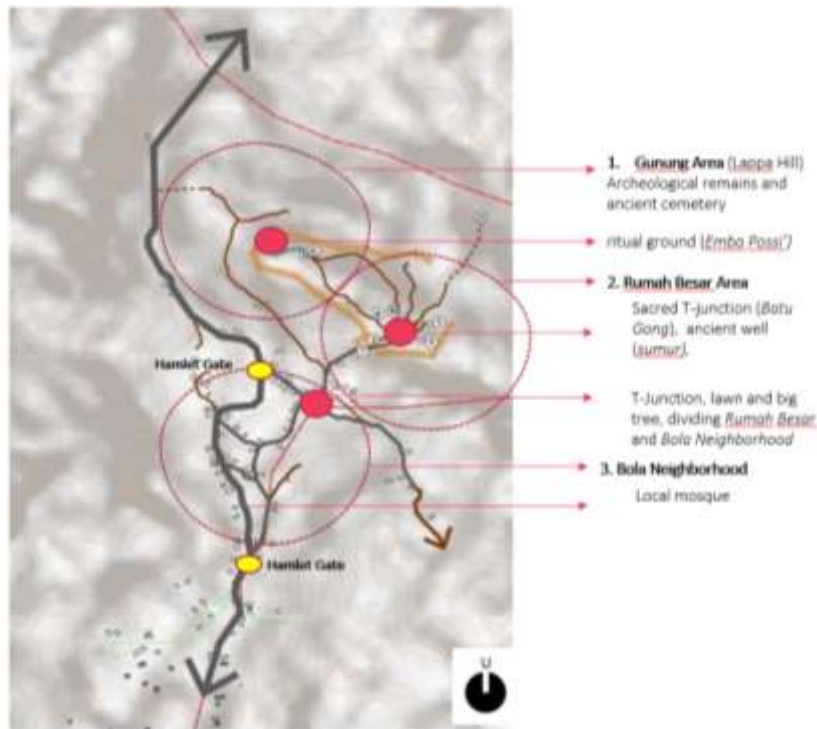 1. Gunung Area (Lappa Hill)
Archeological remains and
ancient cemetery
ritual ground (Embo Possi')
2. Rumah Besar Area
Sacred T-junction (Batu
Gong), ancient well
(sumur),
Hamlet Gate
T-Junction, lawn and big
tree, dividing Rumah Besar
and Bola Neighborhood
3. Bola Neighborhood
Local mosque
Hamlet Gate
U